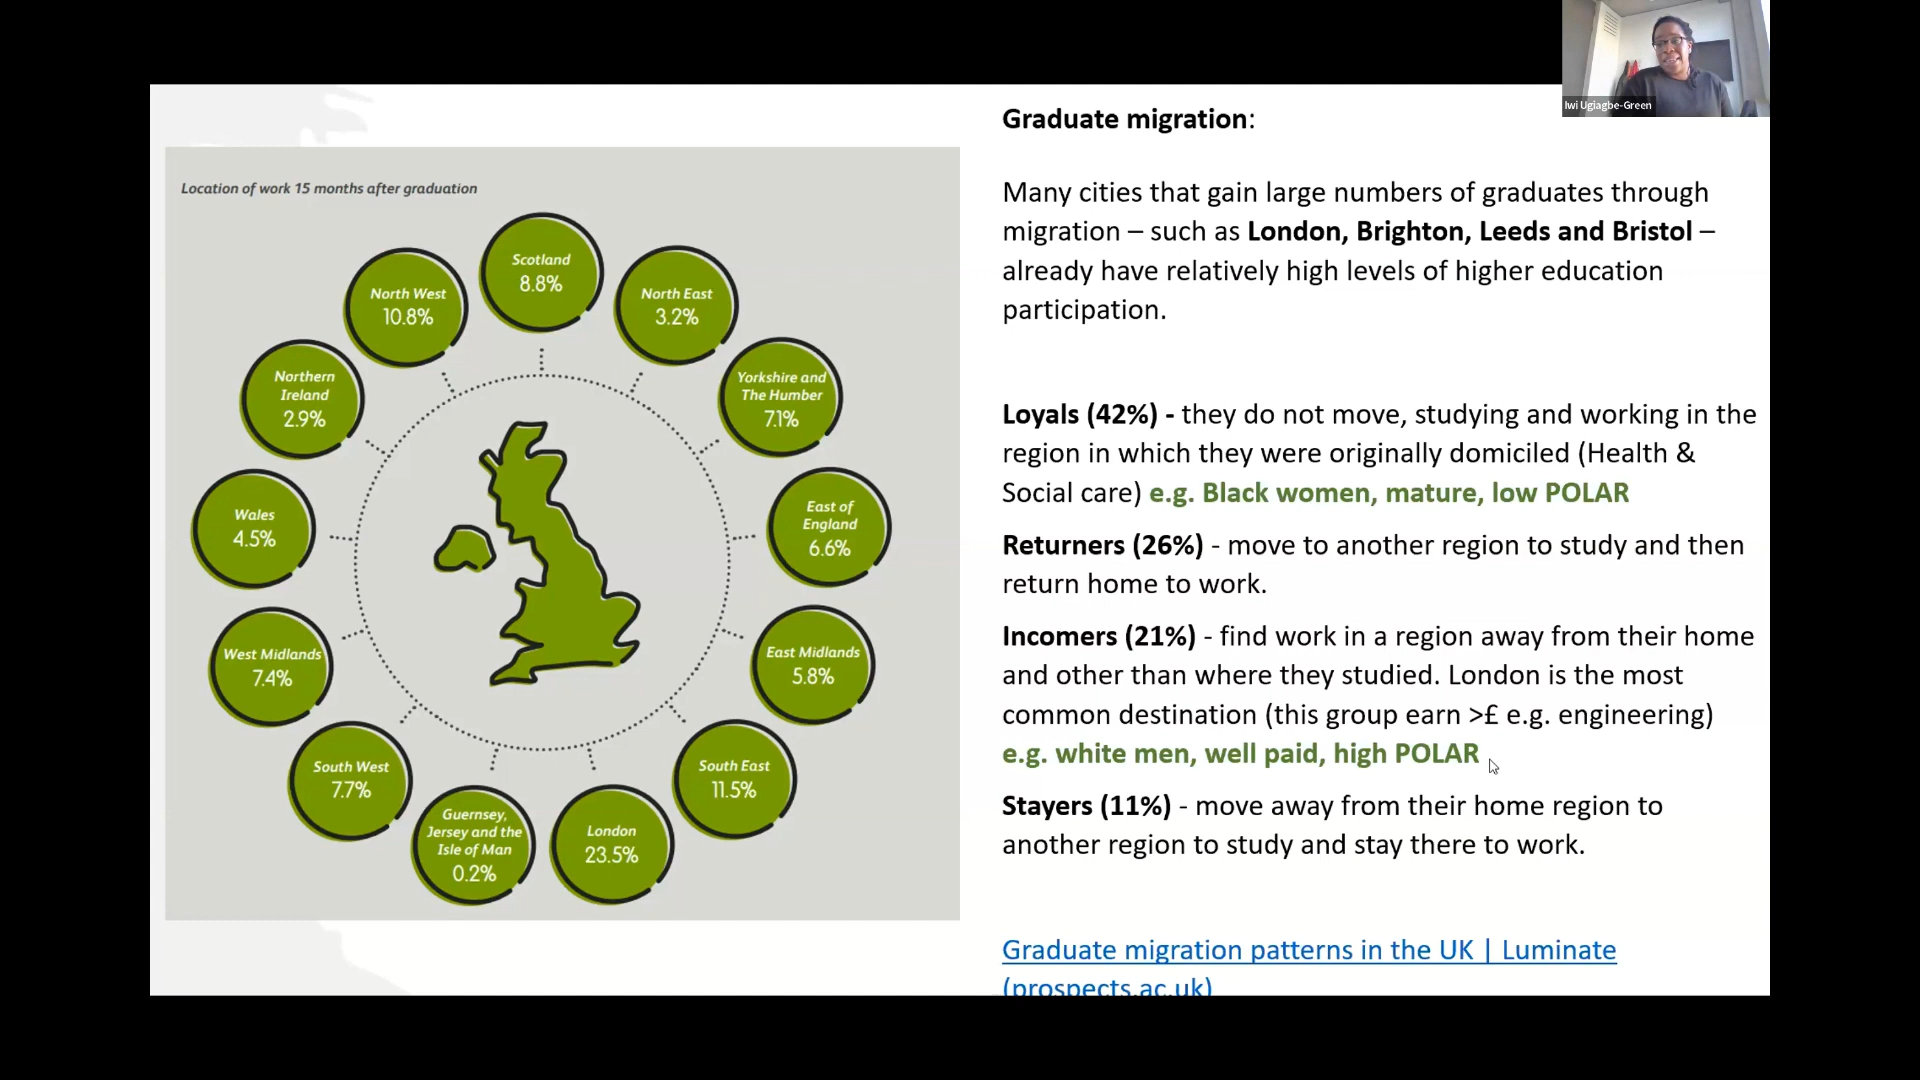 Iwi Ugiagbe-Green
Location of work 15 months after graduation
Scotland
8.8%
North West
10.8%
North East
3.2%
Northern
Ireland
2.9%
Yorkshire and
The Humber
7.1%
Wales
4.5%
East of
England
6.6%
West Midlands
7.4%
East Midlands
5.8%
South West
7.7%
South East
11.5%
Guernsey,
Jersey and the
Isle of Man
0.2%
London
23.5%
Graduate migration:
Many cities that gain large numbers of graduates through
migration – such as London, Brighton, Leeds and Bristol –
already have relatively high levels of higher education
participation.
Loyals (42%) - they do not move, studying and working in the
region in which they were originally domiciled (Health &
Social care) e.g. Black women, mature, low POLAR
Returners (26%) - move to another region to study and then
return home to work.
Incomers (21%) - find work in a region away from their home
and other than where they studied. London is the most
common destination (this group earn >£ e.g. engineering)
e.g. white men, well paid, high POLAR
Stayers (11%) - move away from their home region to
another region to study and stay there to work.
Graduate migration patterns in the UK | Luminate
(prospects.ac.uk)